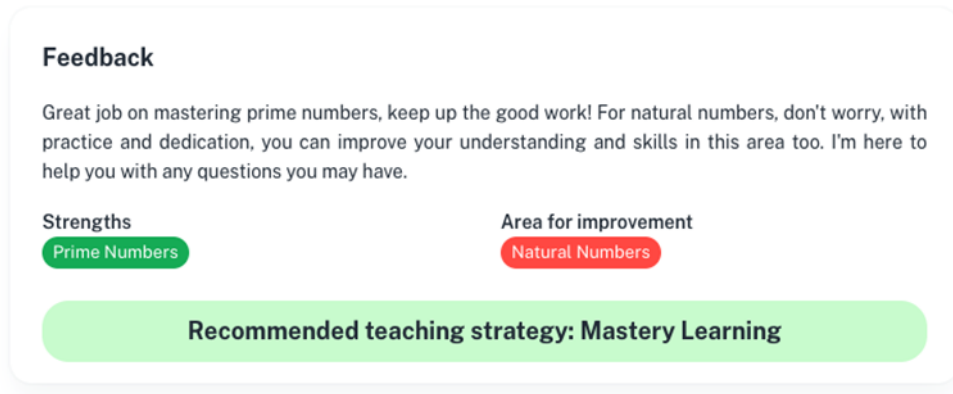 Feedback
Great job on mastering prime numbers, keep up the good work! For natural numbers, don't worry, with
practice and dedication, you can improve your understanding and skills in this area too. I'm here to
help you with any questions you may have.
Strengths
Prime Numbers
Area for improvement
Natural Numbers
Recommended teaching strategy: Mastery Learning